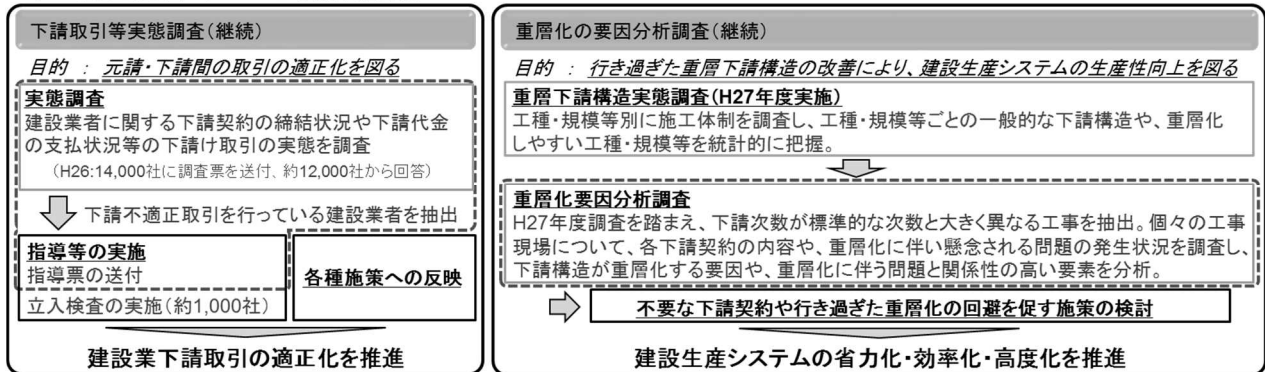 下請取引等実態調査(継続)
目的 : 元請・下請間の取引の適正化を図る
実態調査
建設業者に関する下請契約の締結状況や下請代金
の支払状況等の下請け取引の実態を調査
(H26:14,000社に調査票を送付、約12,000社から回答)
下請不適正取引を行っている建設業者を抽出
指導等の実施
指導票の送付
立入検査の実施(約1,000社)
各種施策への反映
建設業下請取引の適正化を推進
重層化の要因分析調査(継続)
目的 : 行き過ぎた重層下請構造の改善により、建設生産システムの生産性向上を図る
重層下請構造実態調査(H27年度実施)
工種・規模等別に施工体制を調査し、工種・規模等ごとの一般的な下請構造や、重層化
しやすい工種・規模等を統計的に把握。
重層化要因分析調査
H27年度調査を踏まえ、下請次数が標準的な次数と大きく異なる工事を抽出。個々の工事
現場について、各下請契約の内容や、重層化に伴い懸念される問題の発生状況を調査し、
下請構造が重層化する要因や、重層化に伴う問題と関係性の高い要素を分析。
不要な下請契約や行き過ぎた重層化の回避を促す施策の検討
建設生産システムの省力化・効率化・高度化を推進